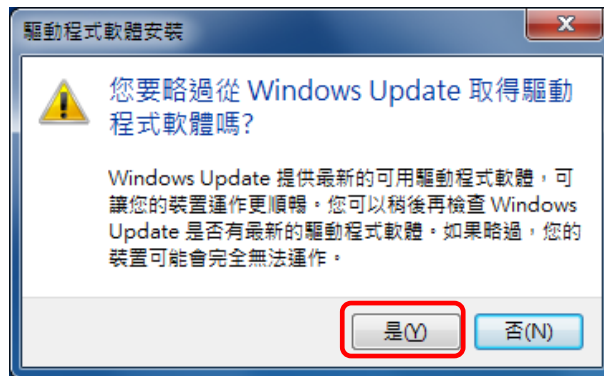 驅動程式軟體安裝
您要略過從 Windows Update 取得驅動
程式軟體嗎?
Windows Update 提供最新的可用驅動程式軟體，可
讓您的裝置運作更順暢。您可以稍後再檢查 Windows
Update 是否有最新的驅動程式軟體。如果略過，您的
裝置可能會完全無法運作。
是(Y)
否(N)